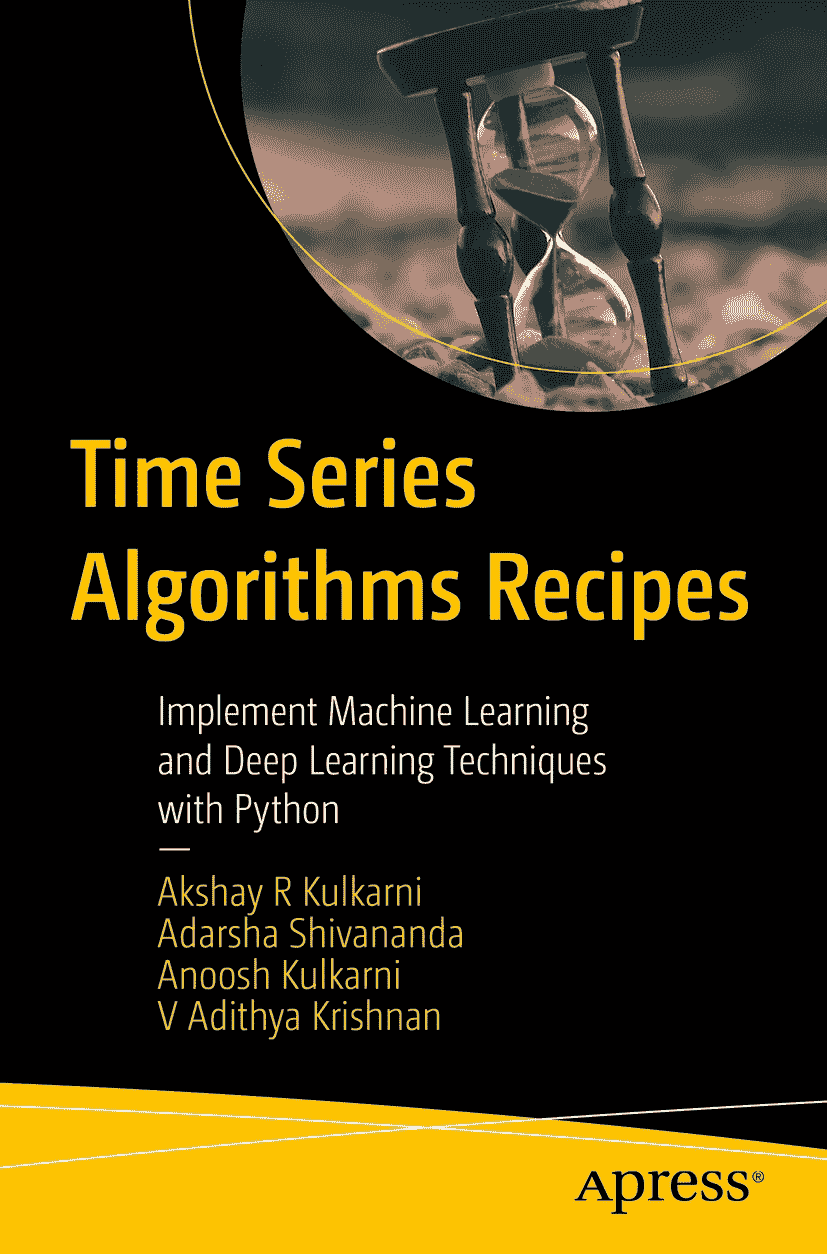 Time Series
Algorithms Recipes
Implement Machine Learning
and Deep Learning Techniques
with Python
—
Akshay R Kulkarni
Adarsha Shivananda
Anoosh Kulkarni
V Adithya Krishnan
Apress®